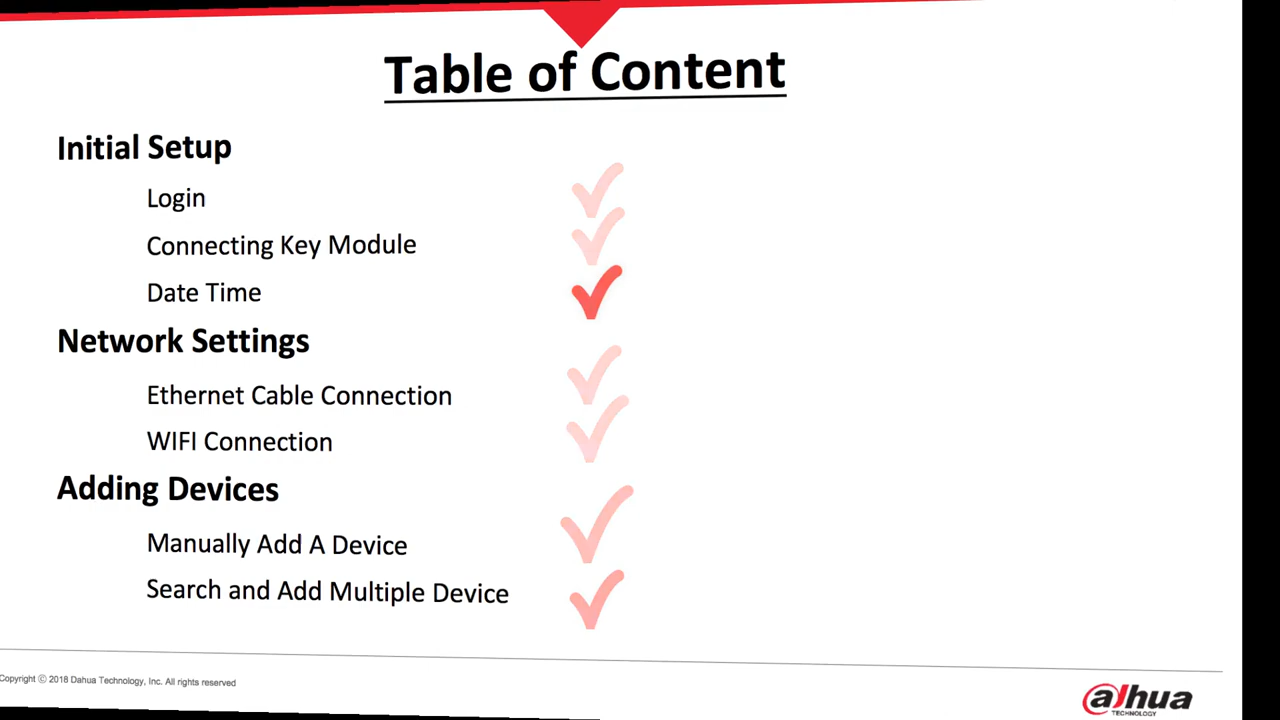 Table of Content
Initial Setup
Login
Connecting Key Module
Date Time
Network Settings
Ethernet Cable Connection
WIFI Connection
Adding Devices
Manually Add A Device
Search and Add Multiple Device
Copyright © 2018 Dahua Technology, Inc. All rights reserved
alhua
TECHNOLOGY